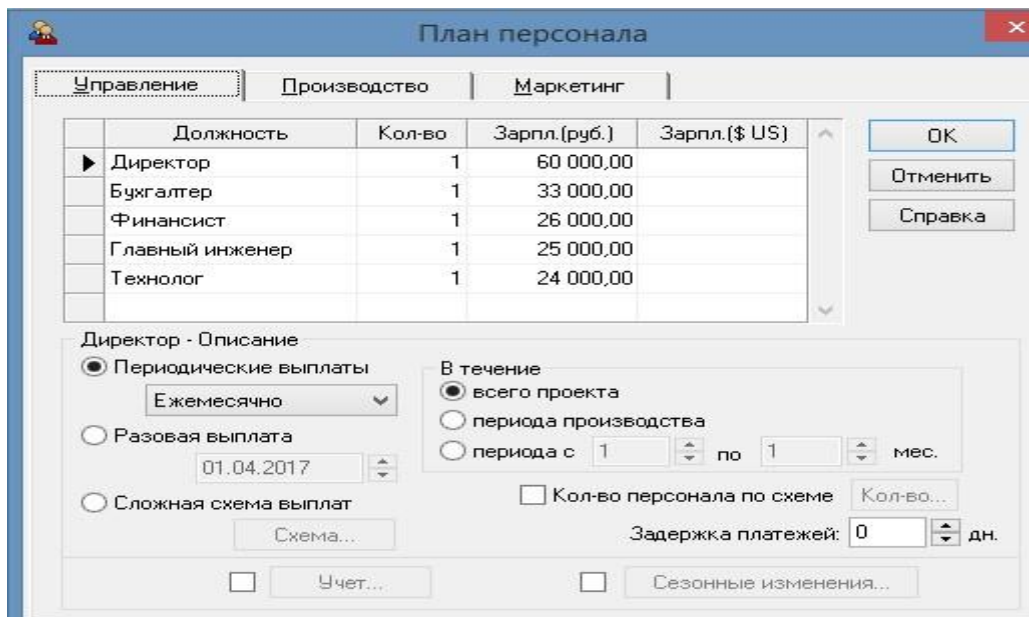 План персонала
Управление Производство Маркетинг
Должность Кол-во Зарпл.(руб.) Зарпл.($ US)
Директор 1 60 000,00
Бухгалтер 1 33 000,00
Финансист 1 26 000,00
Главный инженер 1 25 000,00
Технолог 1 24 000,00
ОК
Отменить
Справка
Директор - Описание
Периодические выплаты
Ежемесячно
Разовая выплата
01.04.2017
Сложная схема выплат
Схема...
В течение
всего проекта
периода производства
периода с 1 по 1 мес.
Кол-во персонала по схеме Кол-во...
Задержка платежей: 0 дн.
Учет... Сезонные изменения...